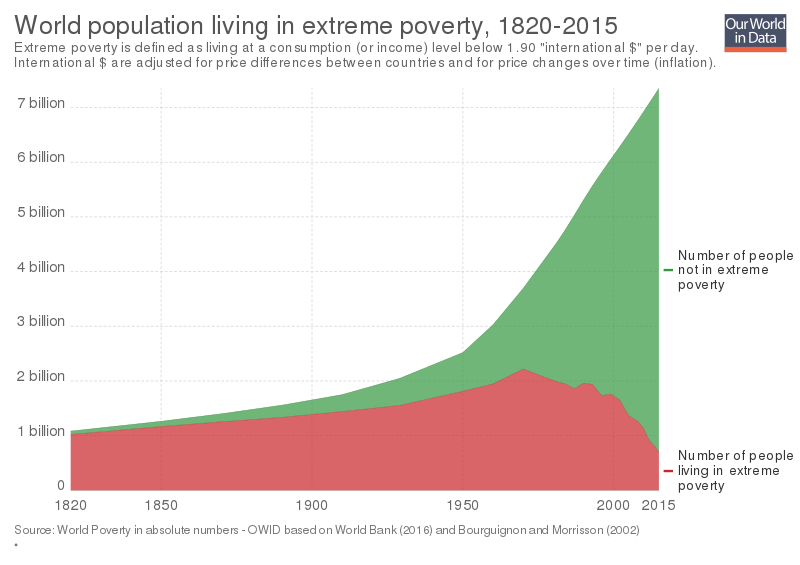 World population living in extreme poverty, 1820-2015
Our World
in Data
Extreme poverty is defined as living at a consumption (or income) level below 1.90 "international $" per day.
International $ are adjusted for price differences between countries and for price changes over time (inflation).
7 billion
6 billion
5 billion
4 billion
3 billion
2 billion
1 billion
0
1820
1850
1900
1950
2000
2015
Number of people
not in extreme
poverty
Number of people
living in extreme
poverty
Source: World Poverty in absolute numbers - OWID based on World Bank (2016) and Bourguignon and Morrisson (2002)
*